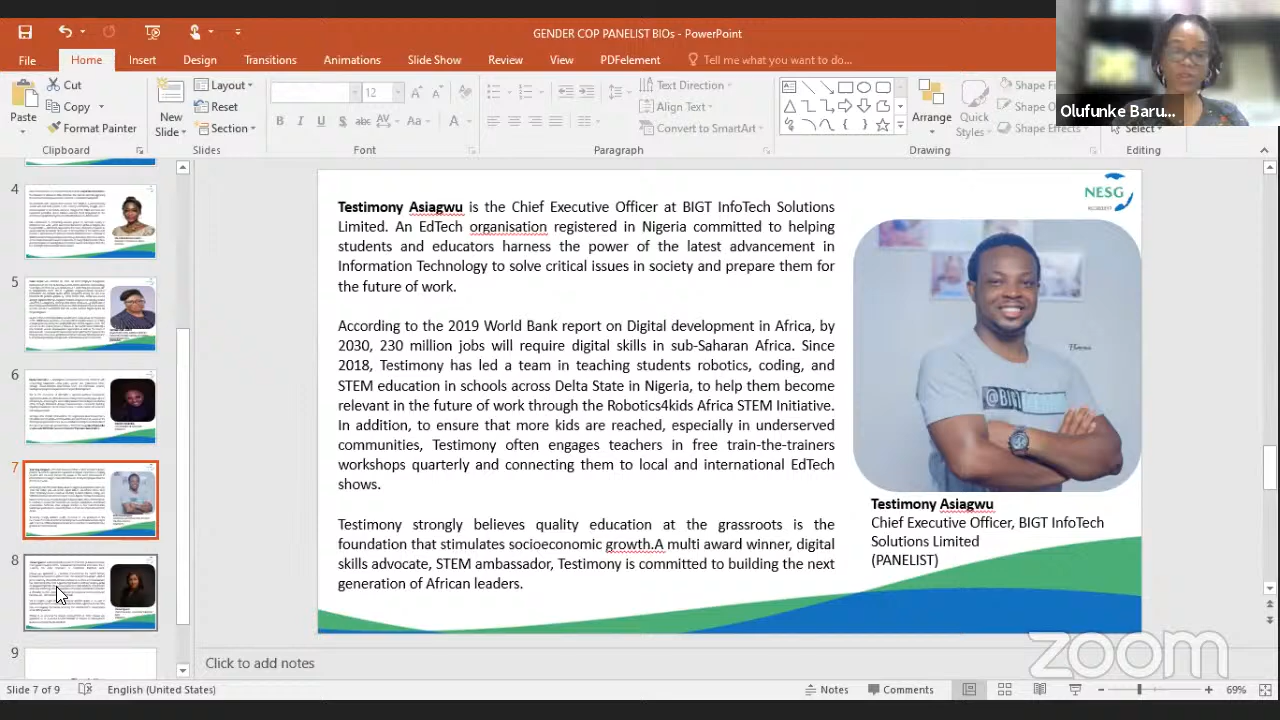 GENDER COP PANELIST BIOs - PowerPoint
Olufunke Baru...
File Home Insert Design Transitions Animations Slide Show Review View PDFelement Tell me what you want to do...
Paste
Cut
Copy
Format Painter
Clipboard
New Slide
Layout
Reset
Section
Slides
12
Font
Text Direction
Align Text
Convert to SmartArt
Paragraph
Arrange
Quick Styles
Shape
Shape
Shape Effects
Drawing
Select
Editing
4
5
6
7
8
9
NESG
Testimony Asiagwu is the Chief Executive Officer at BIGT Infotech Solutions
Limited. An EdTech organisation registered in Nigeria committed to helping
students and educators harness the power of the latest advancement in
Information Technology to solve critical issues in society and prepare them for
the future of work.
According to the World Bank report on Digital development in Africa, by
2030, 230 million jobs will require digital skills in sub-Saharan Africa. Since
2018, Testimony has led a team in teaching students robotics, coding, and
STEM education in schools across Delta State in Nigeria, to help them become
relevant in the future of work through the Robotics4kids Africa STEM Initiative.
In addition, to ensure that more kids are reached, especially in underserved
communities, Testimony often engages teachers in free train-the-trainers
workshops quarterly and connecting them to local and international EdTech
shows.
Testimony strongly believes quality education at the grassroots is the
foundation that stimulates socioeconomic growth.A multi award winner, digital
skills advocate, STEM ambassador, Testimony is committed to building the next
generation of African leaders.
@BIGT
Testimony Asiagwu
Chief Executive Officer, BIGT InfoTech
Solutions Limited
(PANELIST)
zoom
Click to add notes
Slide 7 of 9 English (United States) Notes Comments 69%